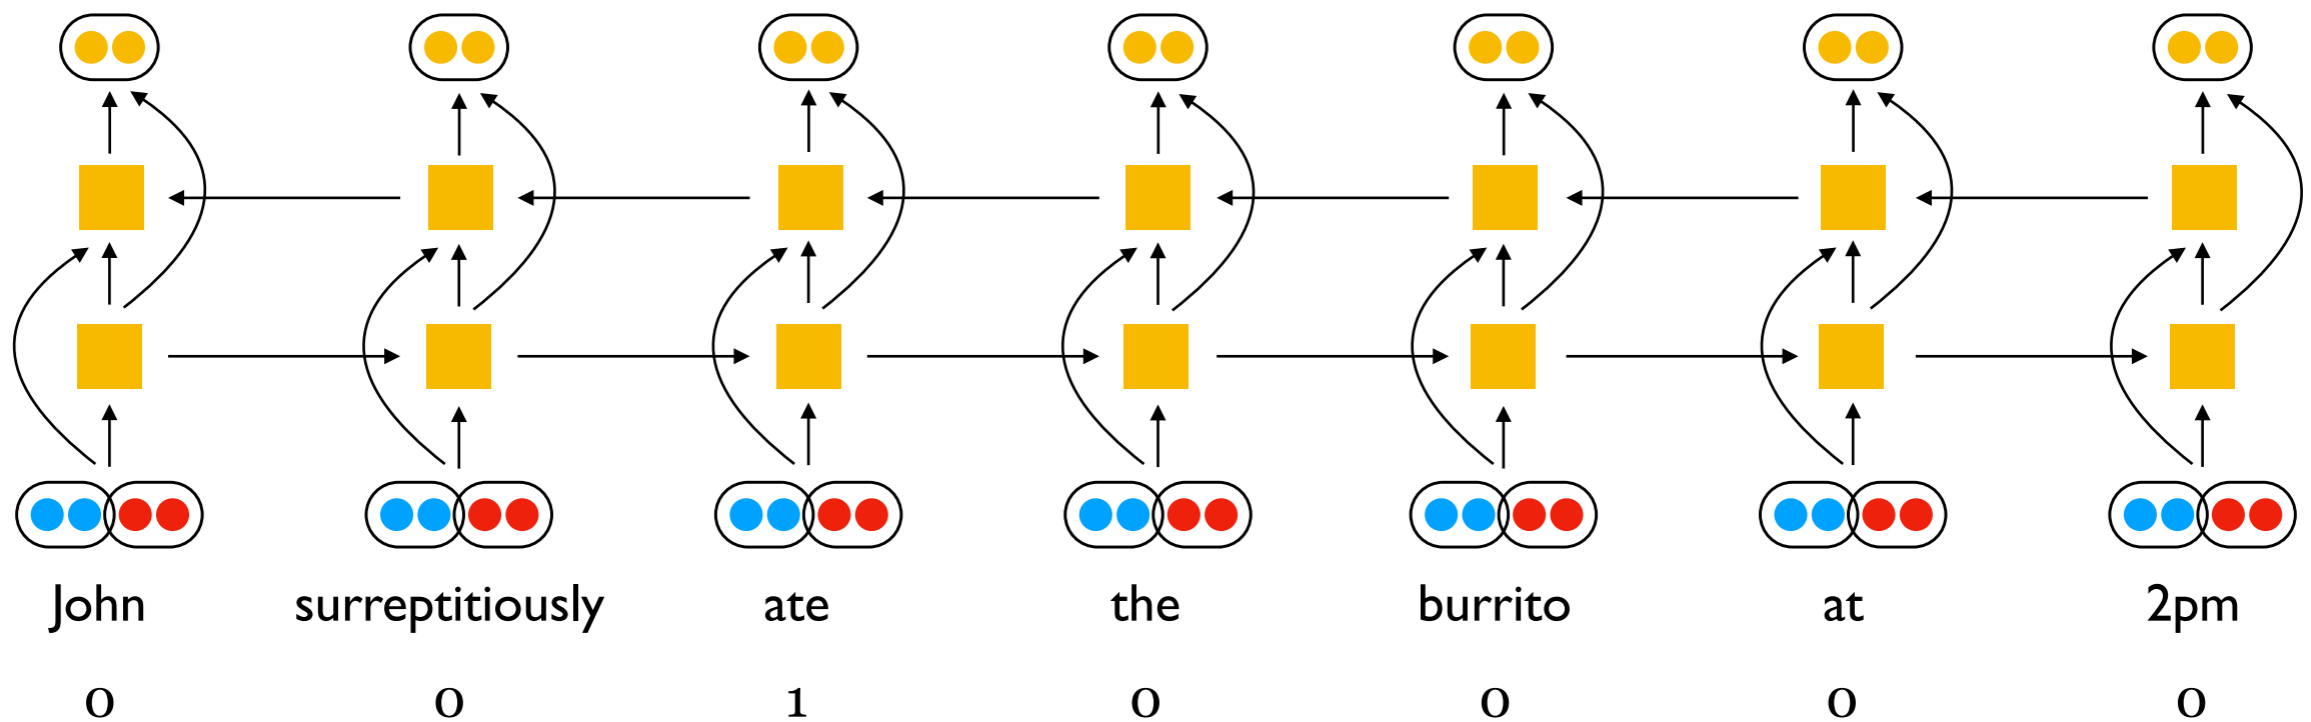 John surreptitiously ate the burrito at 2pm
0 0 1 0 0 0 0